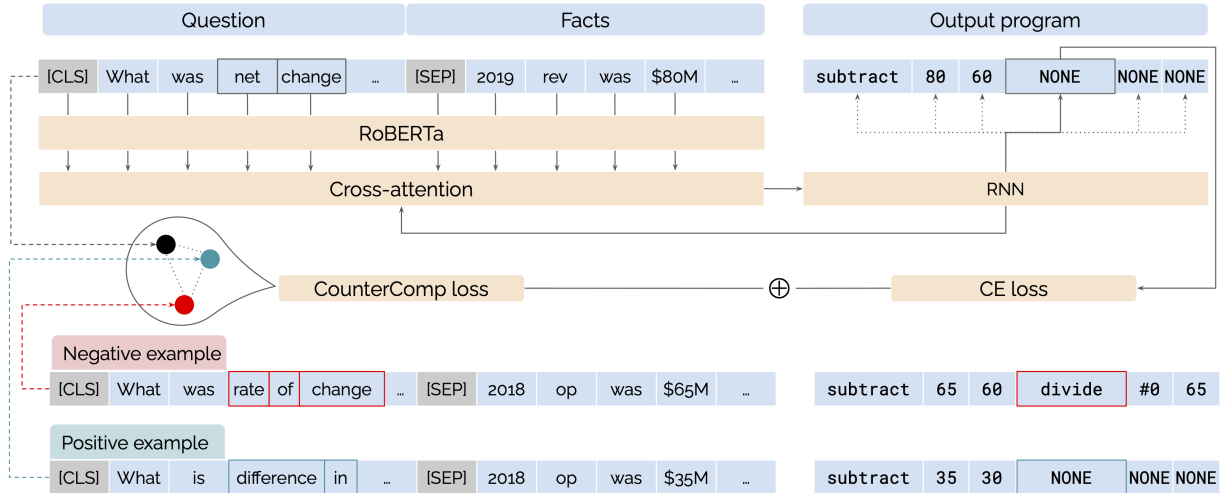 Question Facts Output program
[CLS] What was net change ... [SEP] 2019 rev was $80M ... subtract 80 60 NONE NONE NONE
RoBERTa
Cross-attention RNN
CounterComp loss CE loss
Negative example
[CLS] What was rate of change ... [SEP] 2018 op was $65M ... subtract 65 60 divide #0 65
Positive example
[CLS] What is difference in ... [SEP] 2018 op was $35M ... subtract 35 30 NONE NONE NONE